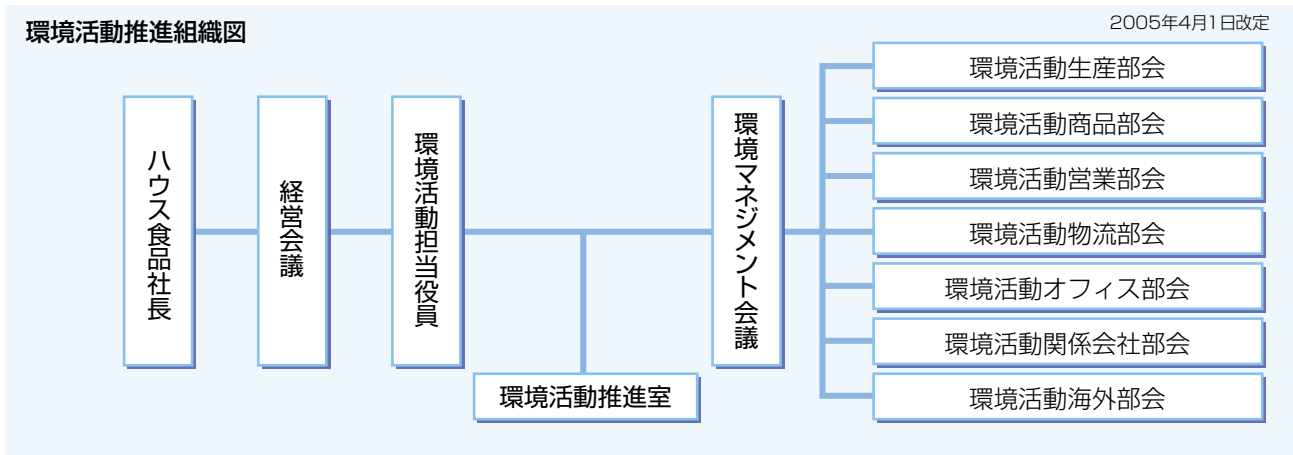 環境活動推進組織図
2005年4月1日改定
ハウス食品社長
経営会議
環境活動担当役員
環境活動推進室
環境マネジメント会議
環境活動生産部会
環境活動商品部会
環境活動営業部会
環境活動物流部会
環境活動オフィス部会
環境活動関係会社部会
環境活動海外部会